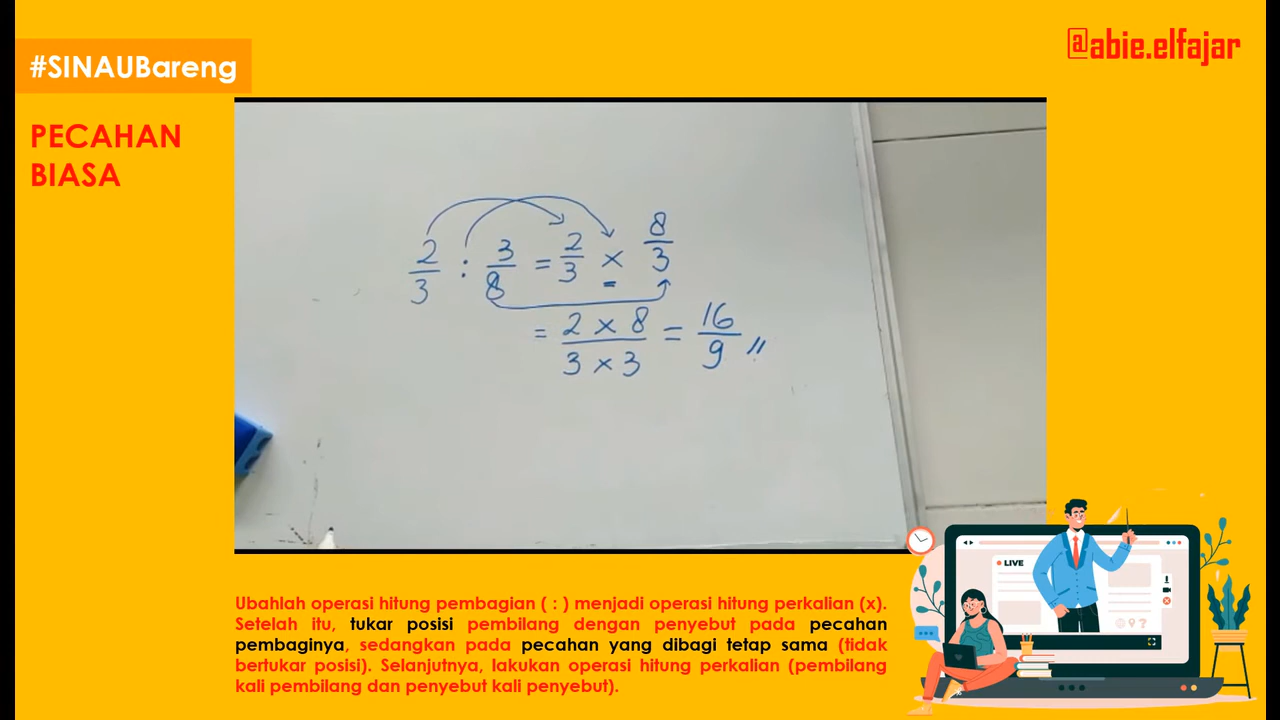 #SINAUBareng
@abie.elfajar
PECAHAN
BIASA
2/3 : 3/8 = 2/3 × 8/3
= 2 × 8 / 3 × 3 = 16/9 //
LIVE
Ubahlah operasi hitung pembagian ( : ) menjadi operasi hitung perkalian (x).
Setelah itu, tukar posisi pembilang dengan penyebut pada pecahan
pembaginya, sedangkan pada pecahan yang dibagi tetap sama (tidak
bertukar posisi). Selanjutnya, lakukan operasi hitung perkalian (pembilang
kali pembilang dan penyebut kali penyebut).